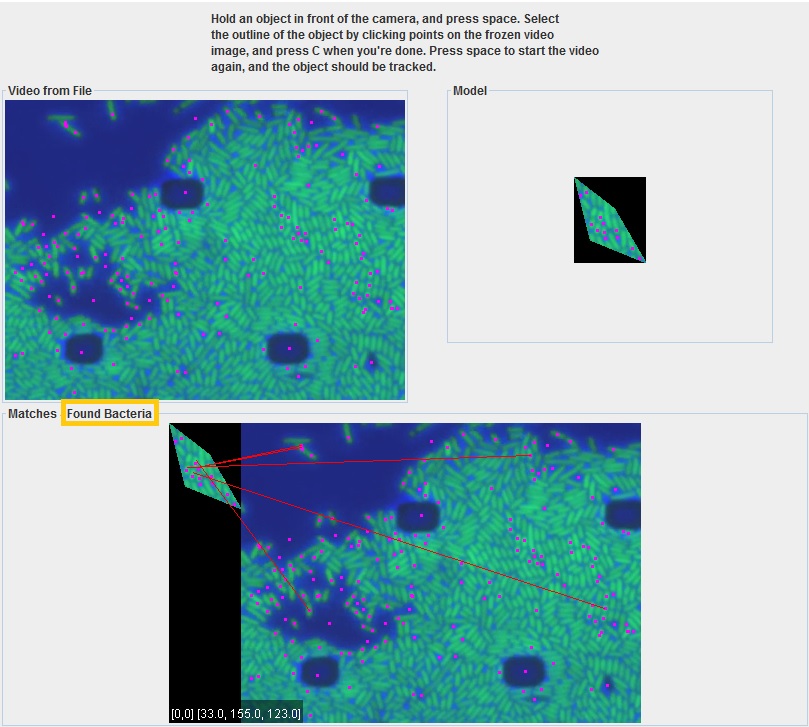 Hold an object in front of the camera, and press space. Select
the outline of the object by clicking points on the frozen video
image, and press C when you're done. Press space to start the video
again, and the object should be tracked.
Video from File
Model
Matches Found Bacteria
[0,0] [33.0, 155.0, 123.0]